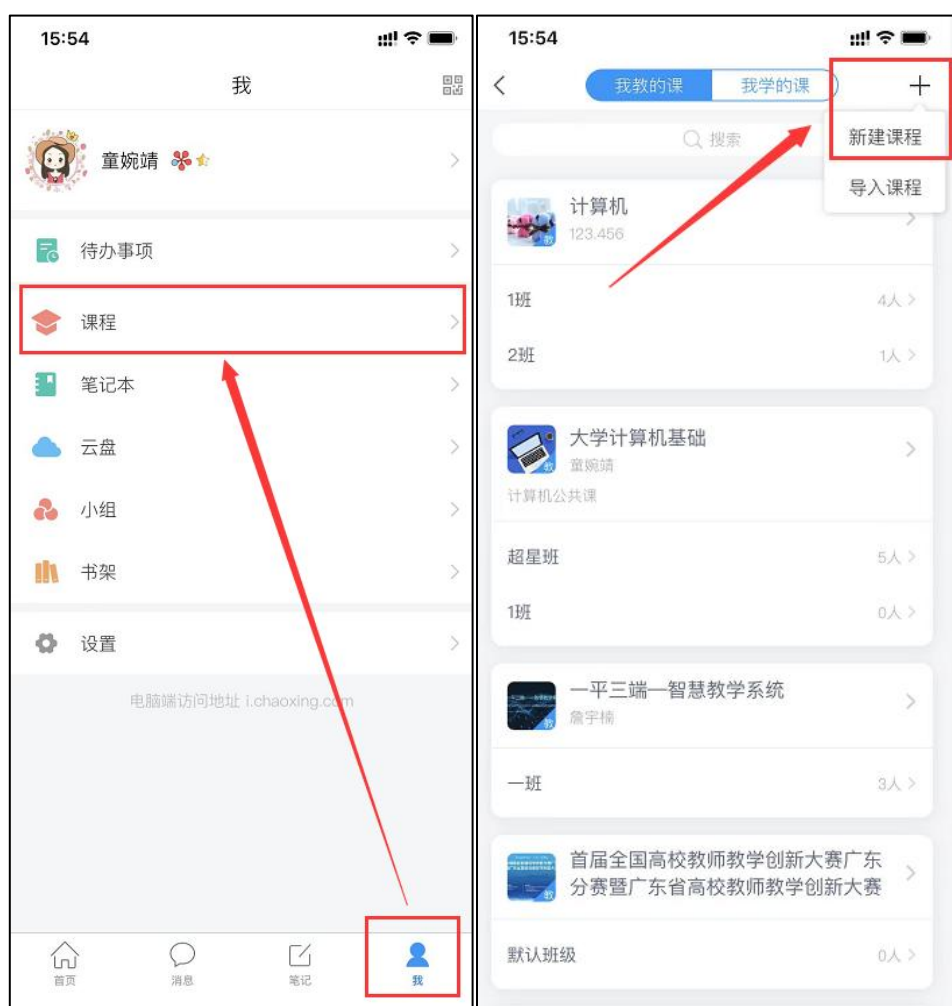 15:54
我
童婉靖
待办事项
课程
笔记本
云盘
小组
书架
设置
电脑端访问地址 i.chaoxing.com
首页
消息
笔记
我
15:54
我教的课
我学的课
搜索
新建课程
导入课程
计算机
教
123.456
1班
4人
2班
1人
大学计算机基础
教
童婉靖
计算机公共课
超星班
5人
1班
0人
一平三端—智慧教学系统
教
詹宇楠
一班
3人
首届全国高校教师教学创新大赛广东
分赛暨广东省高校教师教学创新大赛
教
默认班级
0人